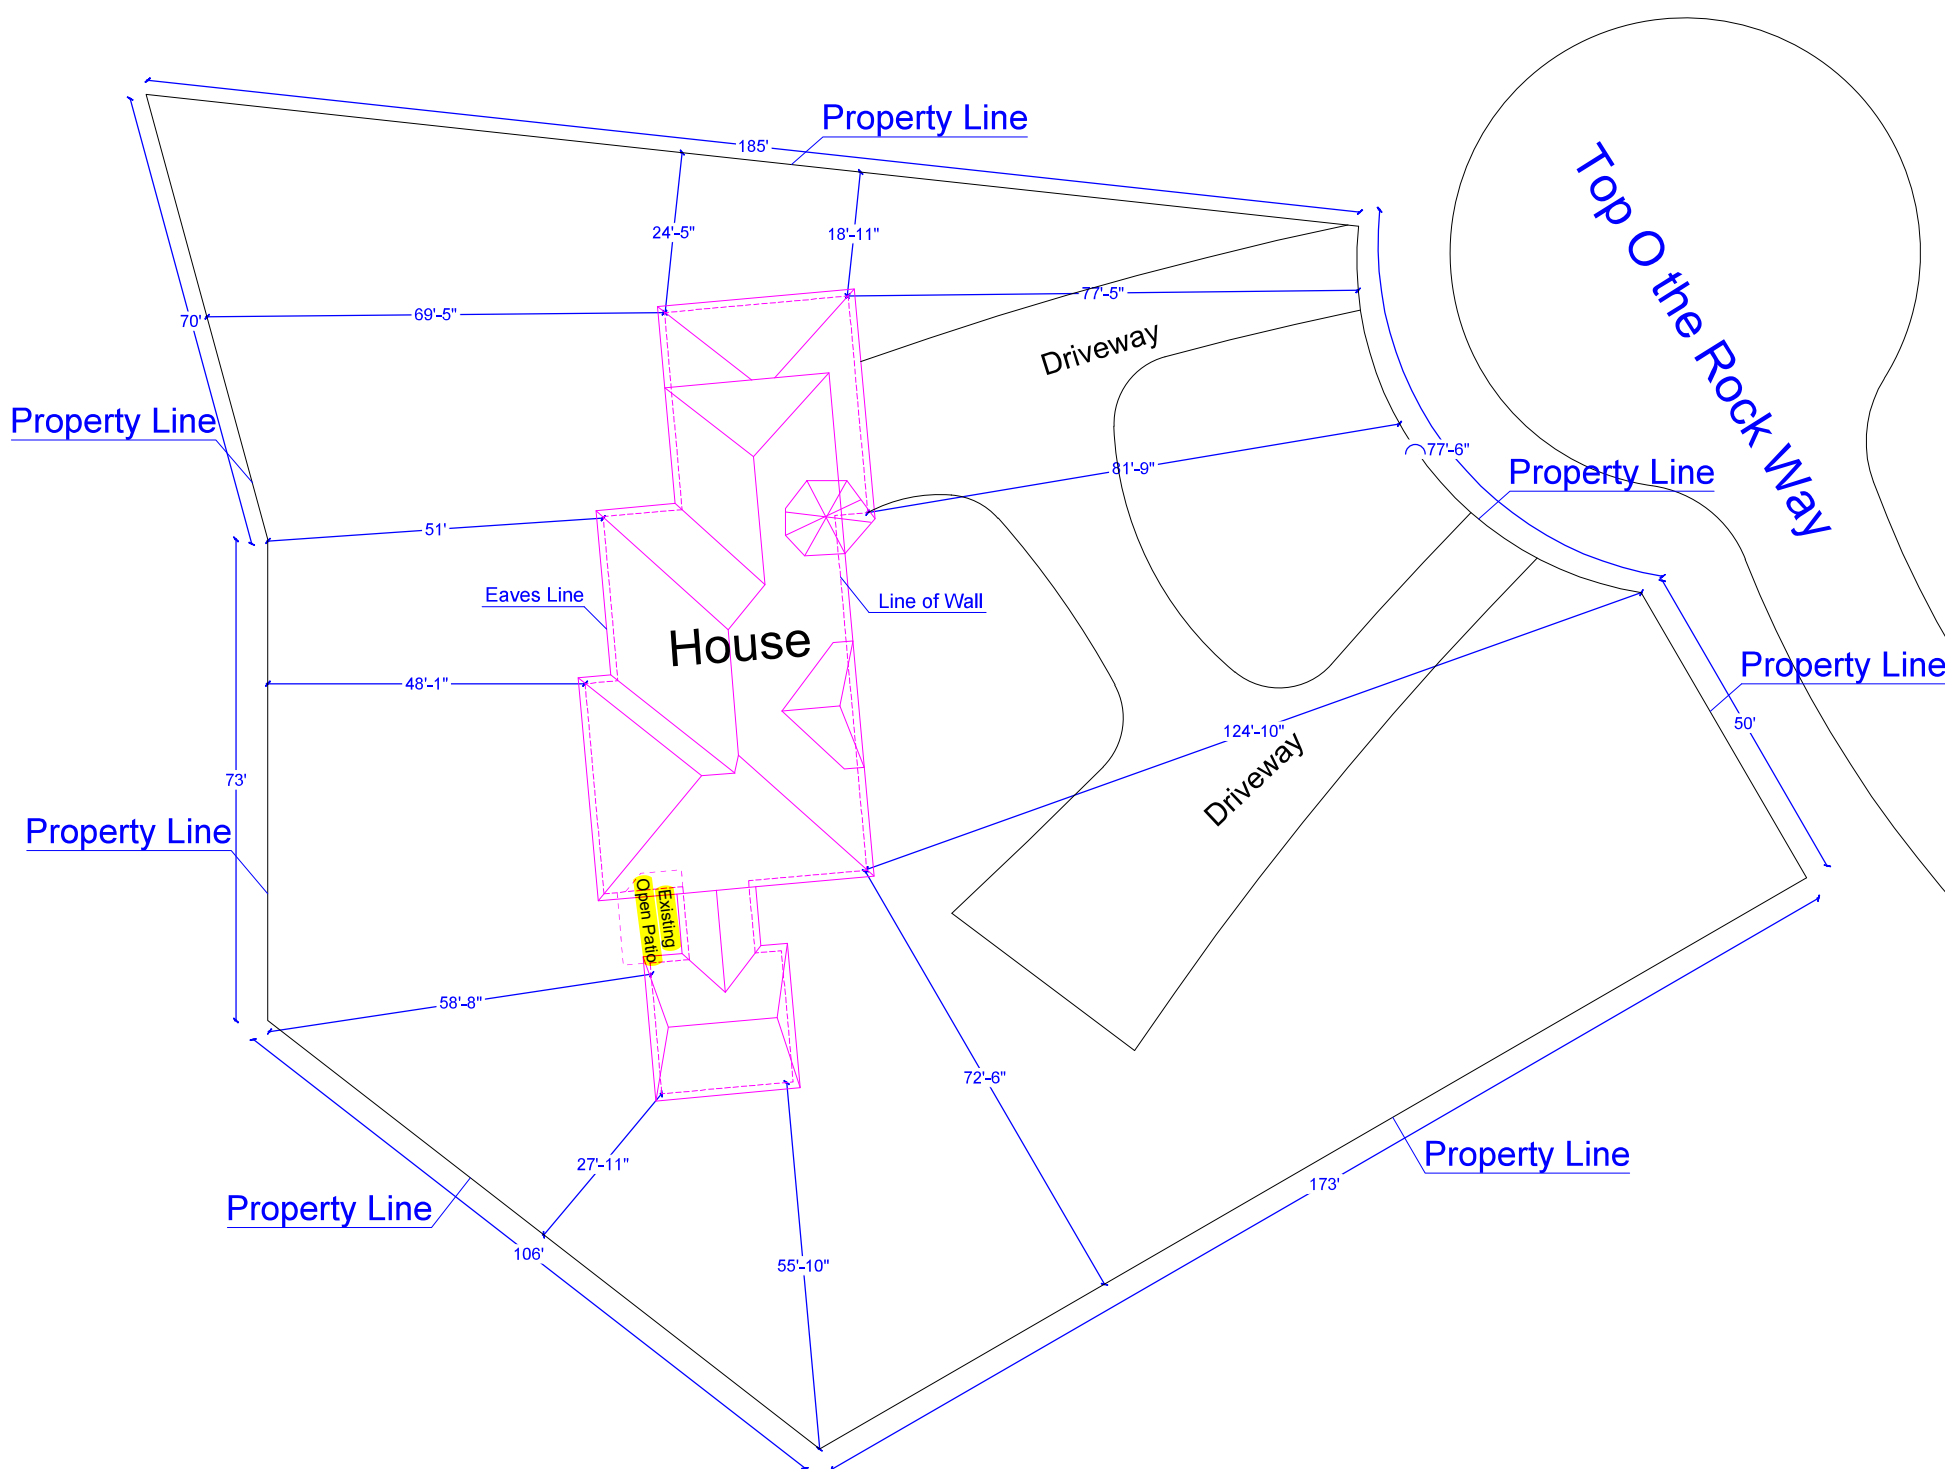 Property Line
185'
Top O the Rock Way
24'-5"
18'-11"
77'-5"
69'-5"
70'
Driveway
Property Line
77'-6"
81'-9"
Property Line
51'
Eaves Line
Line of Wall
House
Property Line
48'-1"
50'
124'-10"
73'
Driveway
Property Line
Existing
Open Patio
58'-8"
72'-6"
Property Line
27'-11"
173'
Property Line
106'
55'-10"